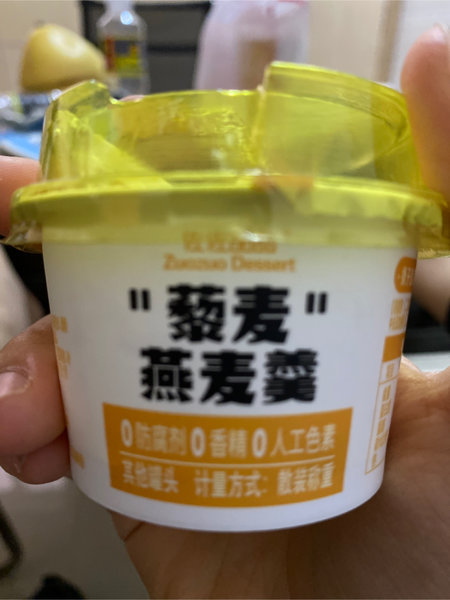 Zuozuo Dessert
"藜麦"
燕麦羹
0防腐剂0香精0人工色素
其他罐头 计量方式：散装称重